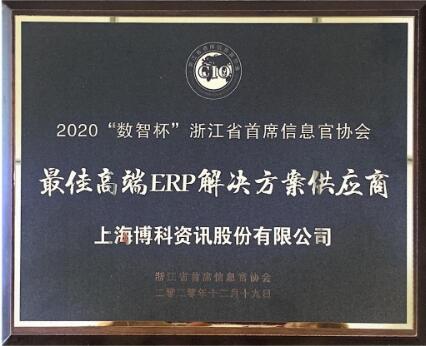 CIO
2020“数智杯”浙江省首席信息官协会
最佳高端ERP解决方案供应商
上海博科资讯股份有限公司
浙江省首席信息官协会
二〇二〇年十二月十九日